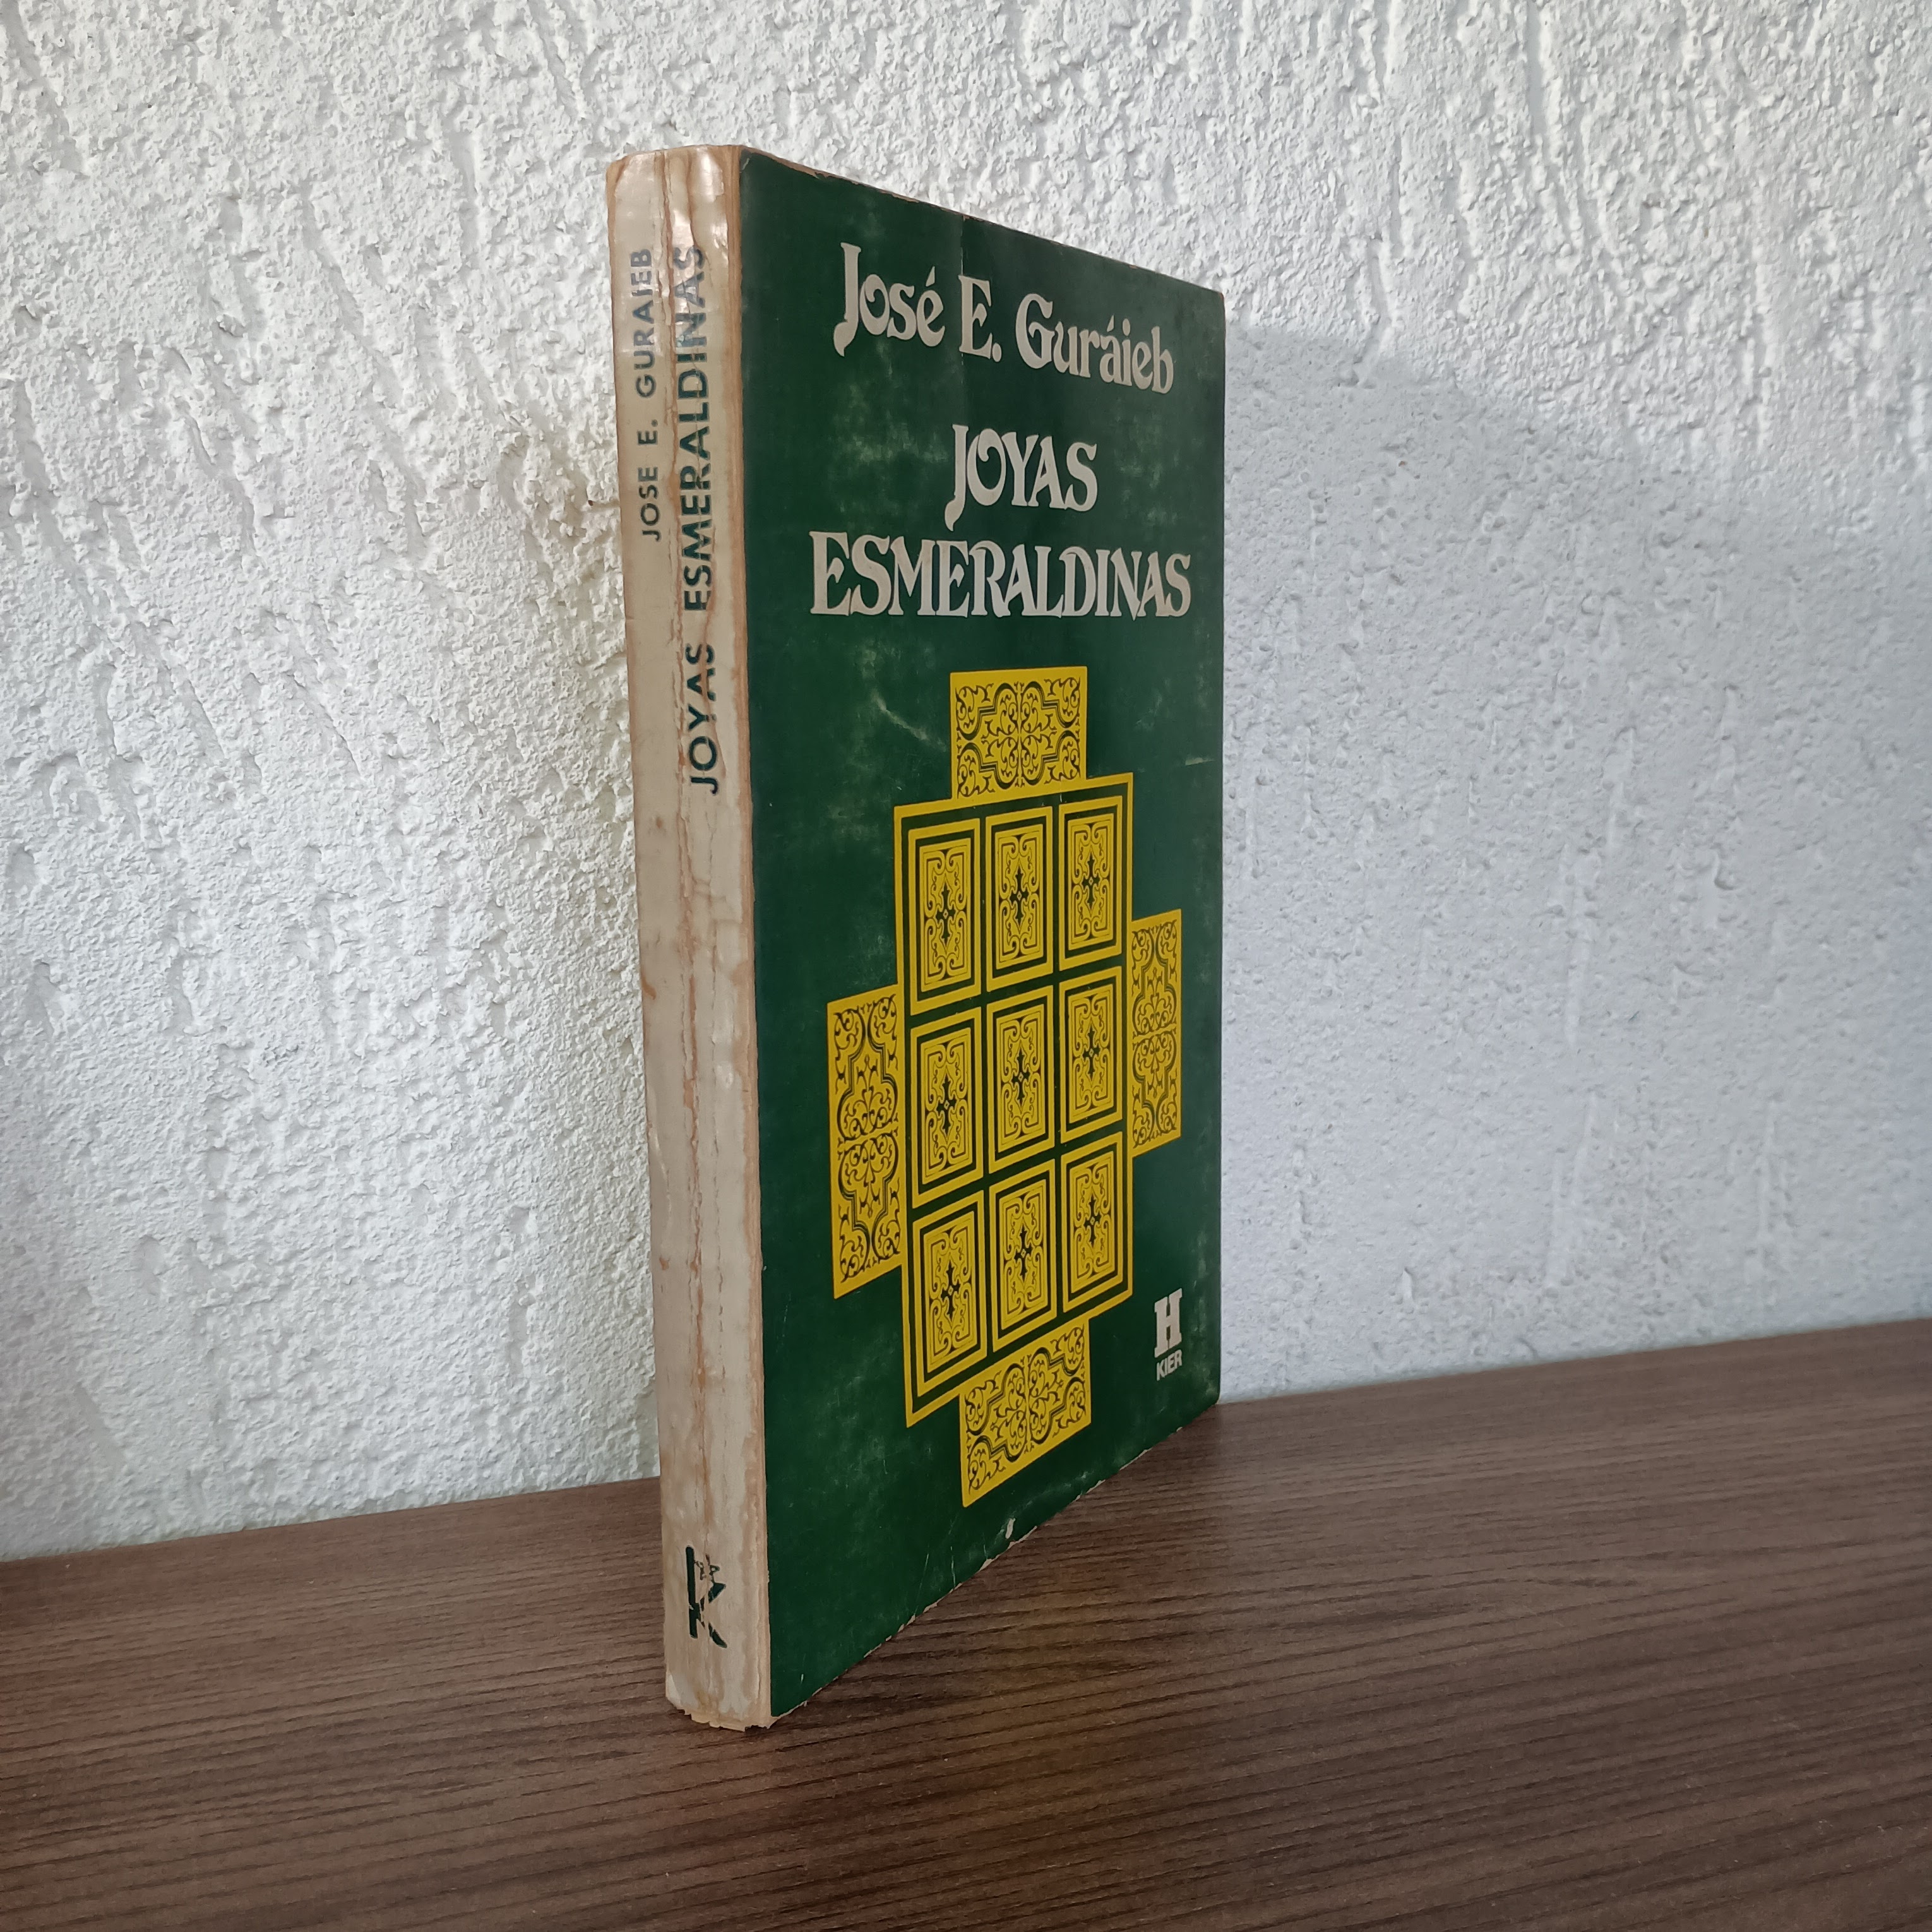 JOSE E. GURAIEB
JOYAS ESMERALDINAS
K
José E. Guráieb
JOYAS
ESMERALDINAS
H
KIER